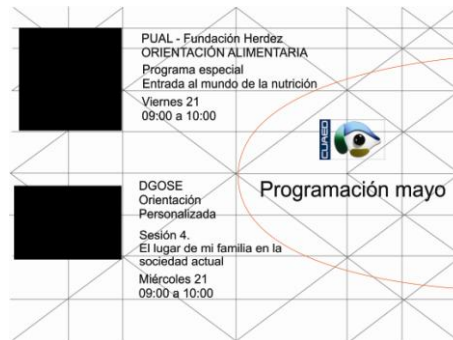 PUAL - Fundación Herdez
ORIENTACIÓN ALIMENTARIA
Programa especial
Entrada al mundo de la nutrición
Viernes 21
09:00 a 10:00
CUAED
Programación mayo
DGOSE
Orientación
Personalizada
Sesión 4.
El lugar de mi familia en la
sociedad actual
Miércoles 21
09:00 a 10:00